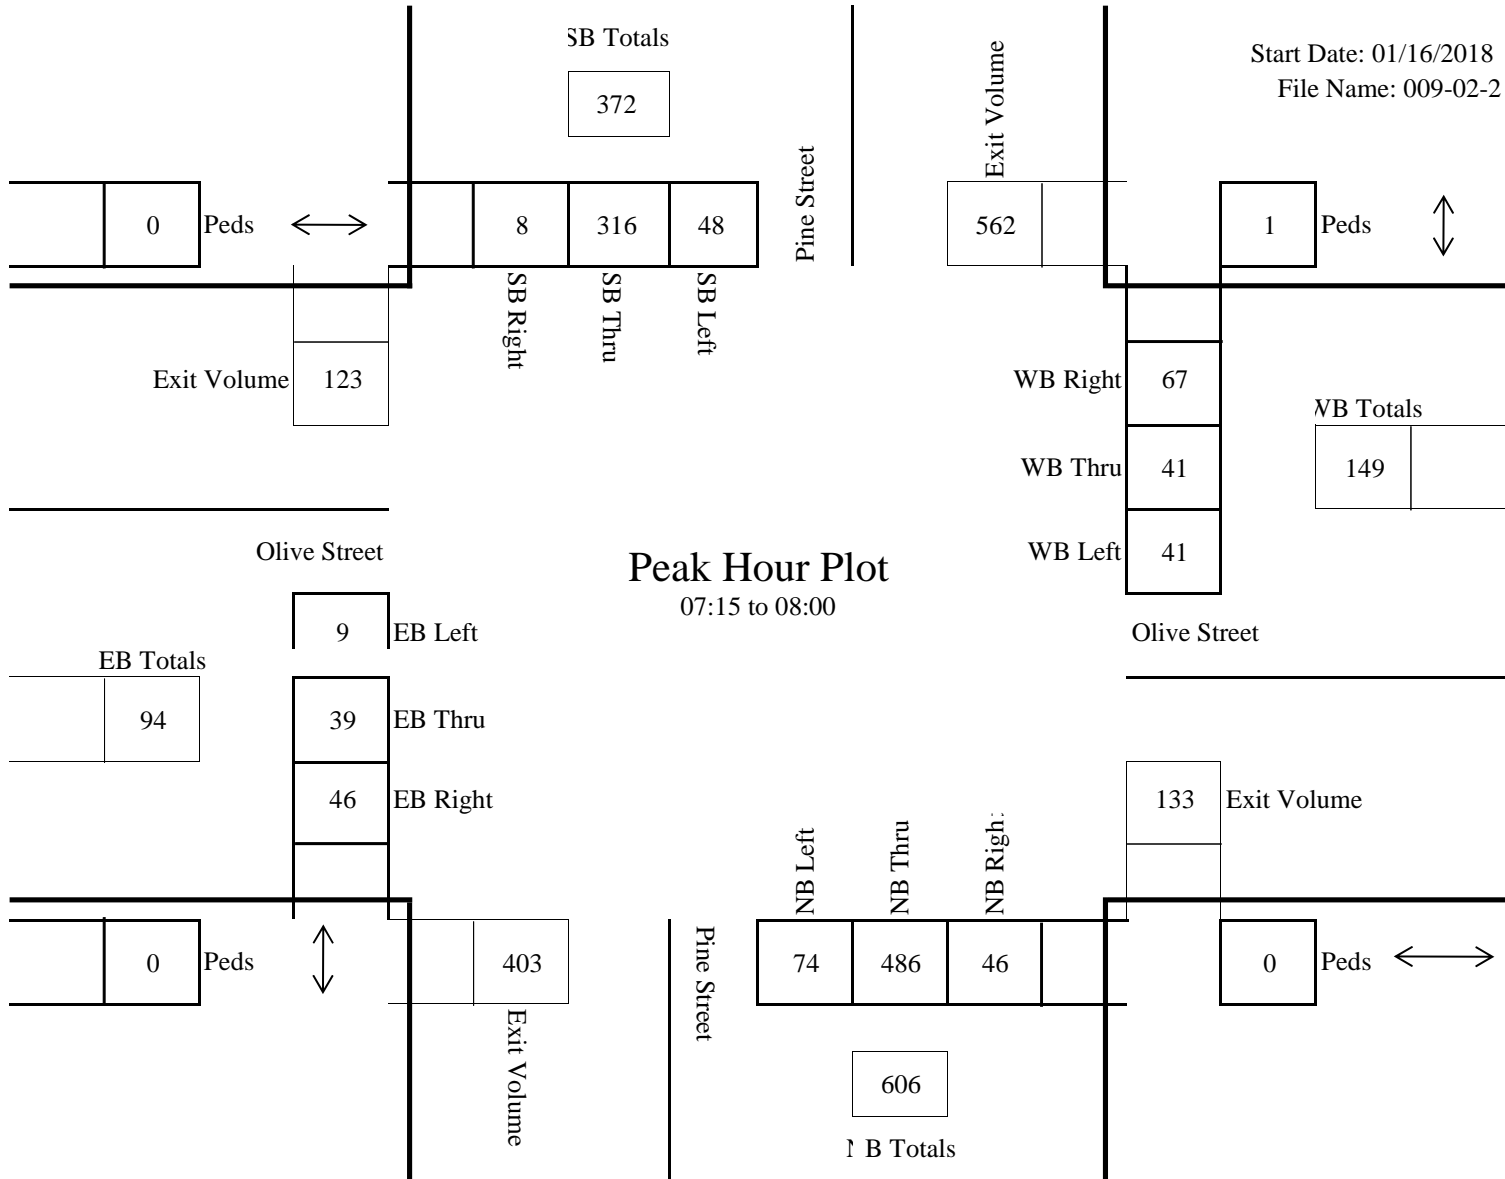 SB Totals
Start Date: 01/16/2018
File Name: 009-02-2
372
Exit Volume
Pine Street
0 Peds
8 316 48
562
1 Peds
SB Right
SB Thru
SB Left
Exit Volume 123
WB Right 67
WB Totals
WB Thru 41
149
Olive Street
WB Left 41
Peak Hour Plot
07:15 to 08:00
9 EB Left
Olive Street
EB Totals
94
39 EB Thru
46 EB Right
133 Exit Volume
NB Left
NB Thru
NB Right
0 Peds
403
Pine Street
74 486 46
0 Peds
Exit Volume
606
NB Totals